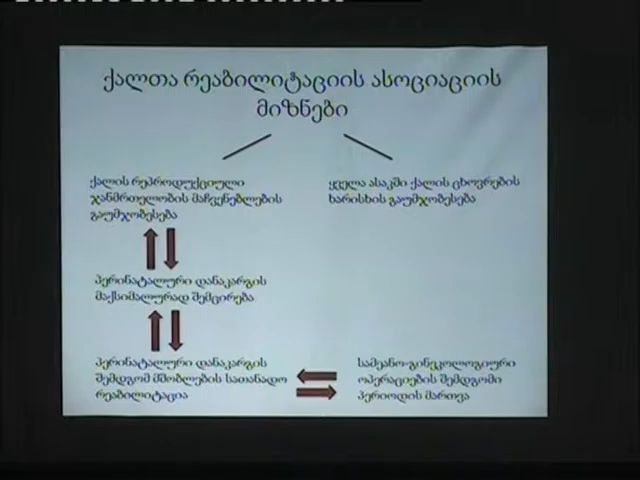 ქალთა რეაბილიტაციის ასოციაციის
მიზნები
ქალის რეპროდუქციული
ჯანმრთელობის მაჩვენებლების
გაუმჯობესება
ყველა ასაკში ქალის ცხოვრების
ხარისხის გაუმჯობესება
პერინატალური დანაკარგის
მაქსიმალურად შემცირება
პერინატალური დანაკარგის
შემდგომ მშობლების სათანადო
რეაბილიტაცია
სამეანო-გინეკოლოგიური
ოპერაციების შემდგომი
პერიოდის მართვა